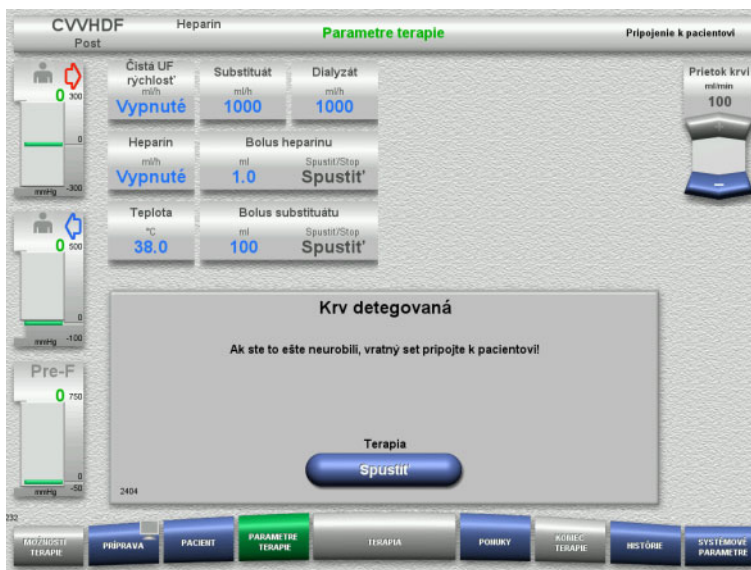 CVVHDF
Post
Heparin
Parametre terapie
Pripojenie k pacientovi
0
300
0
mmHg
-300
Čistá UF
rýchlosť
ml/h
Vypnuté
Substituát
ml/h
1000
Dialyzát
ml/h
1000
Prietok krvi
ml/min
100
+
−
Heparin
ml/h
Vypnuté
Bolus heparínu
ml
1.0
Spustiť/Stop
Spustiť
Teplota
°C
38.0
Bolus substituátu
ml
100
Spustiť/Stop
Spustiť
0
500
0
mmHg
-100
Pre-F
0
750
0
mmHg
-50
Krv detegovaná
Ak ste to ešte neurobili, vratný set pripojte k pacientovi!
Terapia
Spustiť
2404
232
MOŽNOSTI
TERAPIE
PRÍPRAVA
PACIENT
PARAMETRE
TERAPIE
TERAPIA
PONUKY
KONIEC
TERAPIE
HISTÓRIE
SYSTÉMOVÉ
PARAMETRE